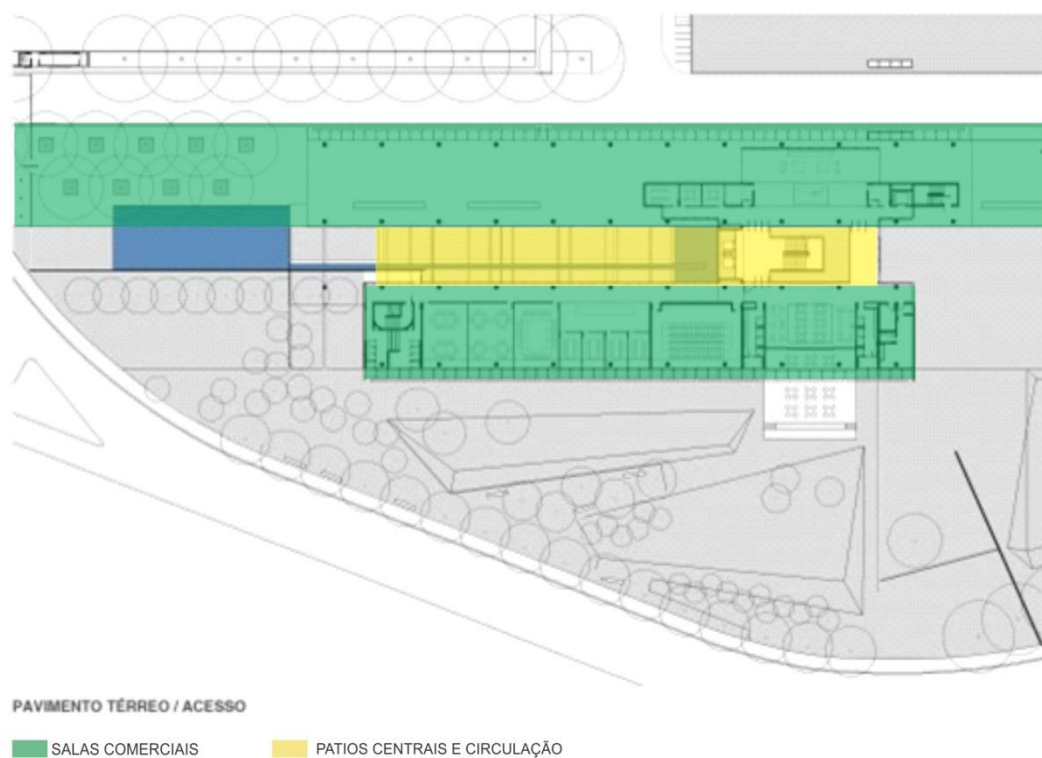 PAVIMENTO TÉRREO / ACESSO
SALAS COMERCIAIS
PATIOS CENTRAIS E CIRCULAÇÃO